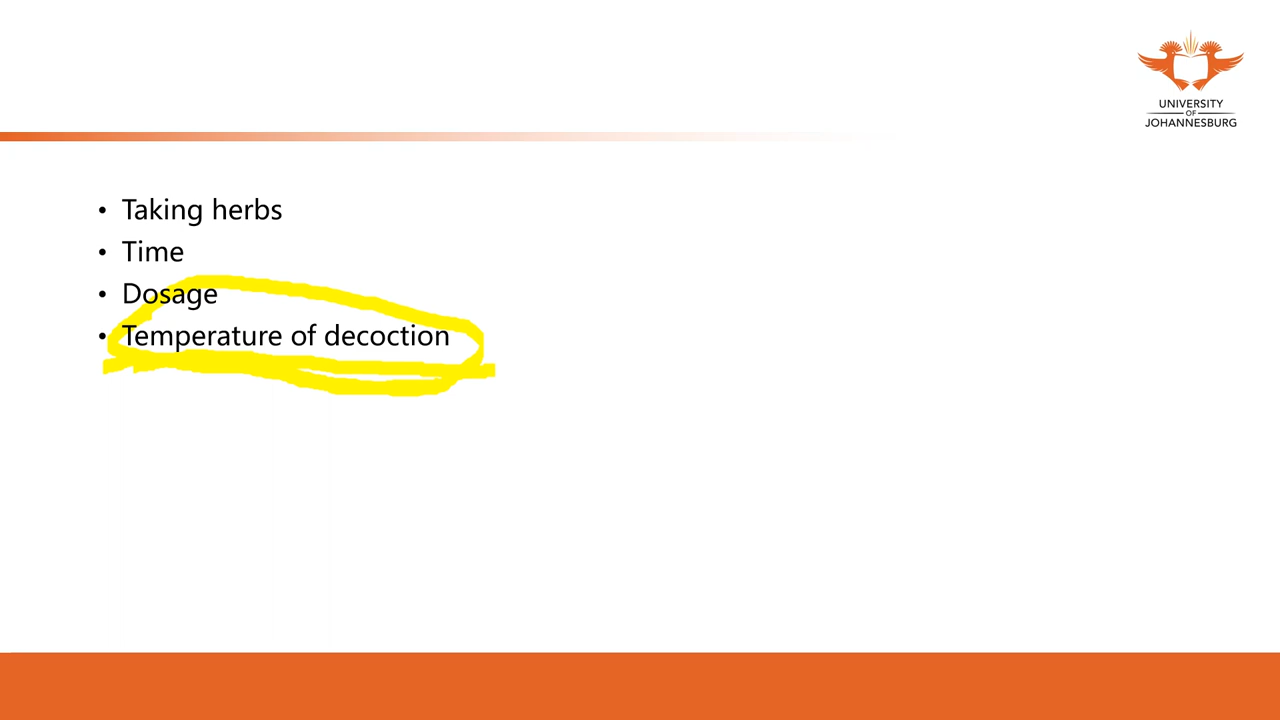 UNIVERSITY
OF
JOHANNESBURG
• Taking herbs
• Time
• Dosage
• Temperature of decoction